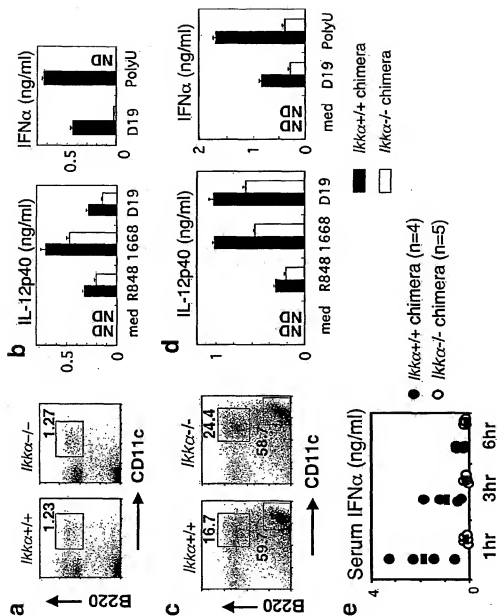 a
Ikkα+/+
Ikkα-/-
1.23
1.27
B220
CD11c
b
IL-12p40 (ng/ml)
0.5
0
ND
ND
med R848 1668 D19
IFNα (ng/ml)
0.5
0
ND
D19 PolyU
c
Ikkα+/+
Ikkα-/-
16.7
24.4
59.7
58.7
B220
CD11c
d
IL-12p40 (ng/ml)
1
0
ND
ND
med R848 1668 D19
IFNα (ng/ml)
2
1
0
ND
ND
med D19 PolyU
Ikkα+/+ chimera
Ikkα-/- chimera
e
Serum IFNα (ng/ml)
4
0
1hr 3hr 6hr
Ikkα+/+ chimera (n=4)
Ikkα-/- chimera (n=5)